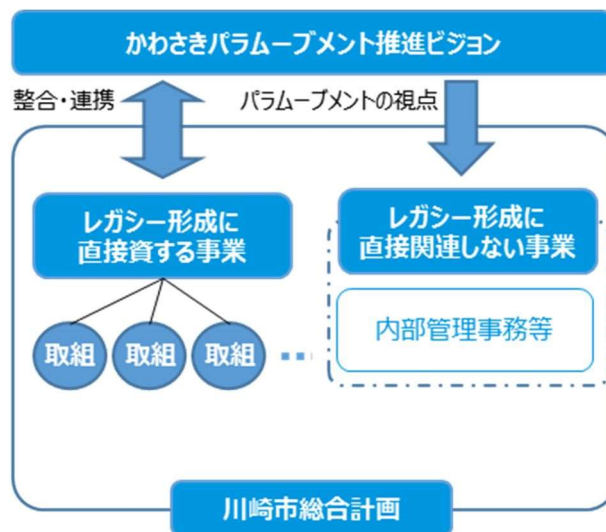 かわさきパラムーブメント推進ビジョン
整合・連携
パラムーブメントの視点
レガシー形成に
直接資する事業
レガシー形成に
直接関連しない事業
取組
取組
取組
内部管理事務等
川崎市総合計画